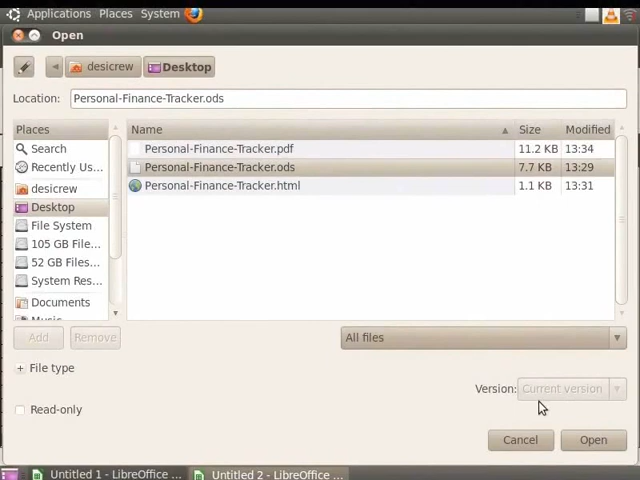 Applications Places System
Open
desicrew Desktop
Location: Personal-Finance-Tracker.ods
Places Name Size Modified
Search Personal-Finance-Tracker.pdf 11.2 KB 13:34
Recently Us... Personal-Finance-Tracker.ods 7.7 KB 13:29
desicrew Personal-Finance-Tracker.html 1.1 KB 13:31
Desktop
File System
105 GB File...
52 GB Files...
System Res...
Documents
Music
Add Remove All files
File type
Version: Current version
Read-only
Cancel Open
Untitled 1 - LibreOffice ... Untitled 2 - LibreOffice ...